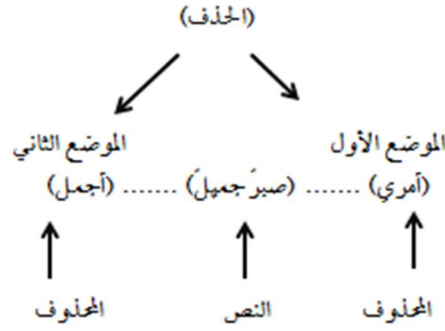 (الحذف)
الموضع الأول الموضع الثاني
(أمري) ....... (صبرٌ جميلٌ) ....... (أجمل)
المحذوف النص المحذوف